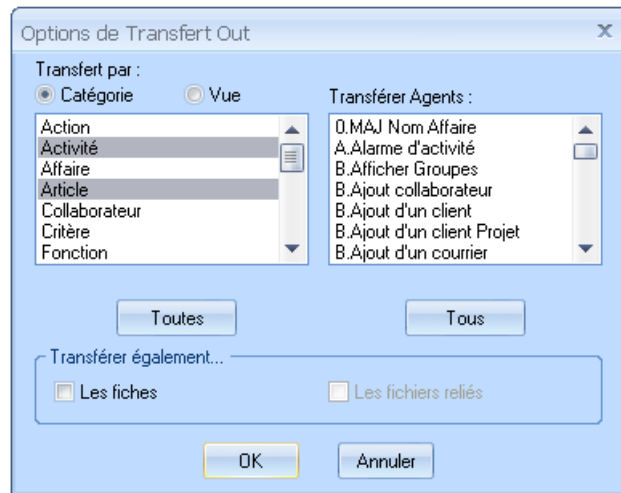 Options de Transfert Out
Transfert par :
Catégorie
Vue
Action
Activité
Affaire
Article
Collaborateur
Critère
Fonction
Toutes
Transférer Agents :
0.MAJ Nom Affaire
A.Alarme d'activité
B.Afficher Groupes
B.Ajout collaborateur
B.Ajout d'un client
B.Ajout d'un client Projet
B.Ajout d'un courrier
Tous
Transférer également...
Les fiches
Les fichiers reliés
OK
Annuler